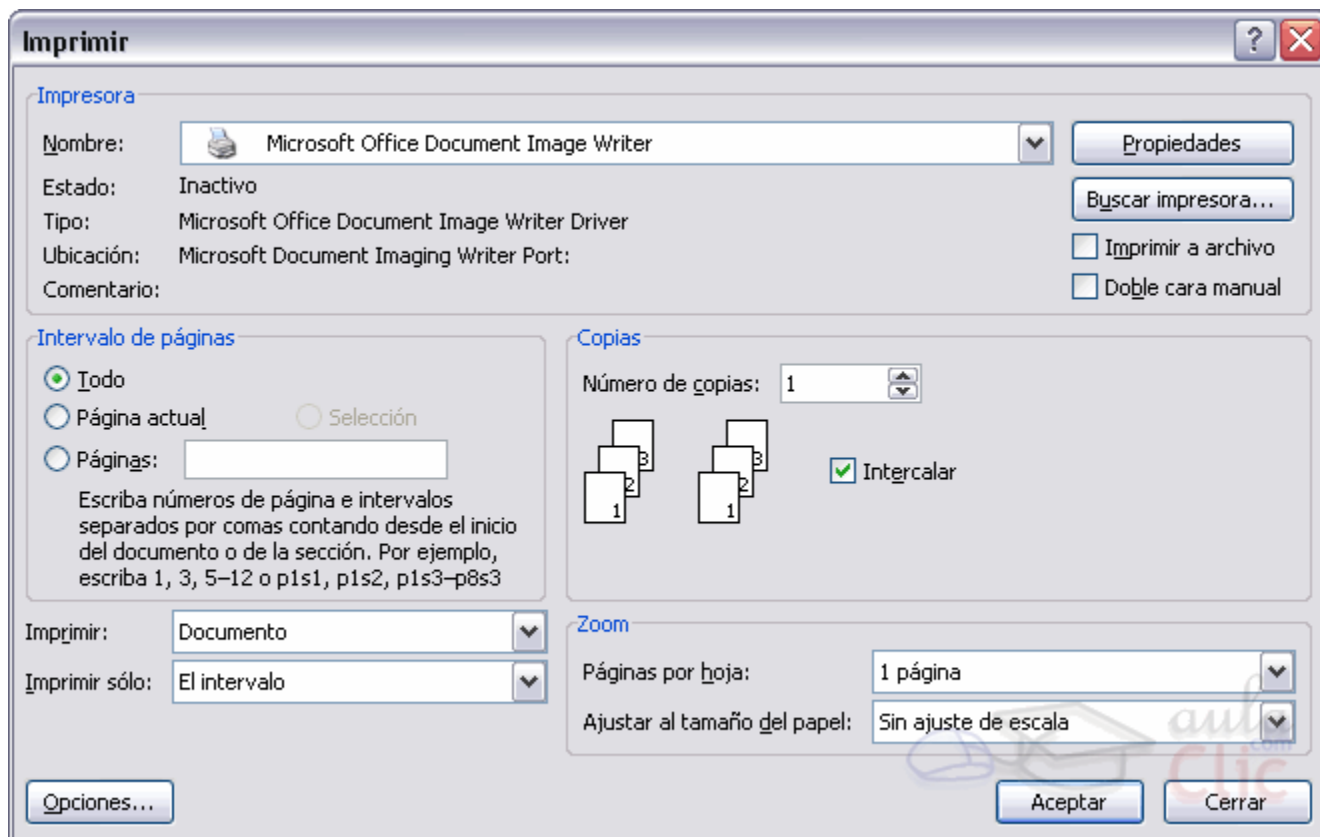 Imprimir
Impresora
Nombre: Microsoft Office Document Image Writer Propiedades
Estado: Inactivo Buscar impresora...
Tipo: Microsoft Office Document Image Writer Driver
Ubicación: Microsoft Document Imaging Writer Port: Imprimir a archivo
Comentario: Doble cara manual
Intervalo de páginas
Todo
Página actual Selección
Páginas:
Escriba números de página e intervalos
separados por comas contando desde el inicio
del documento o de la sección. Por ejemplo,
escriba 1, 3, 5–12 o p1s1, p1s2, p1s3–p8s3
Copias
Número de copias: 1
3 3
2 2
1 1
Intercalar
Imprimir: Documento
Imprimir sólo: El intervalo
Zoom
Páginas por hoja: 1 página
Ajustar al tamaño del papel: Sin ajuste de escala
aula
.com
Clic
Opciones... Aceptar Cerrar